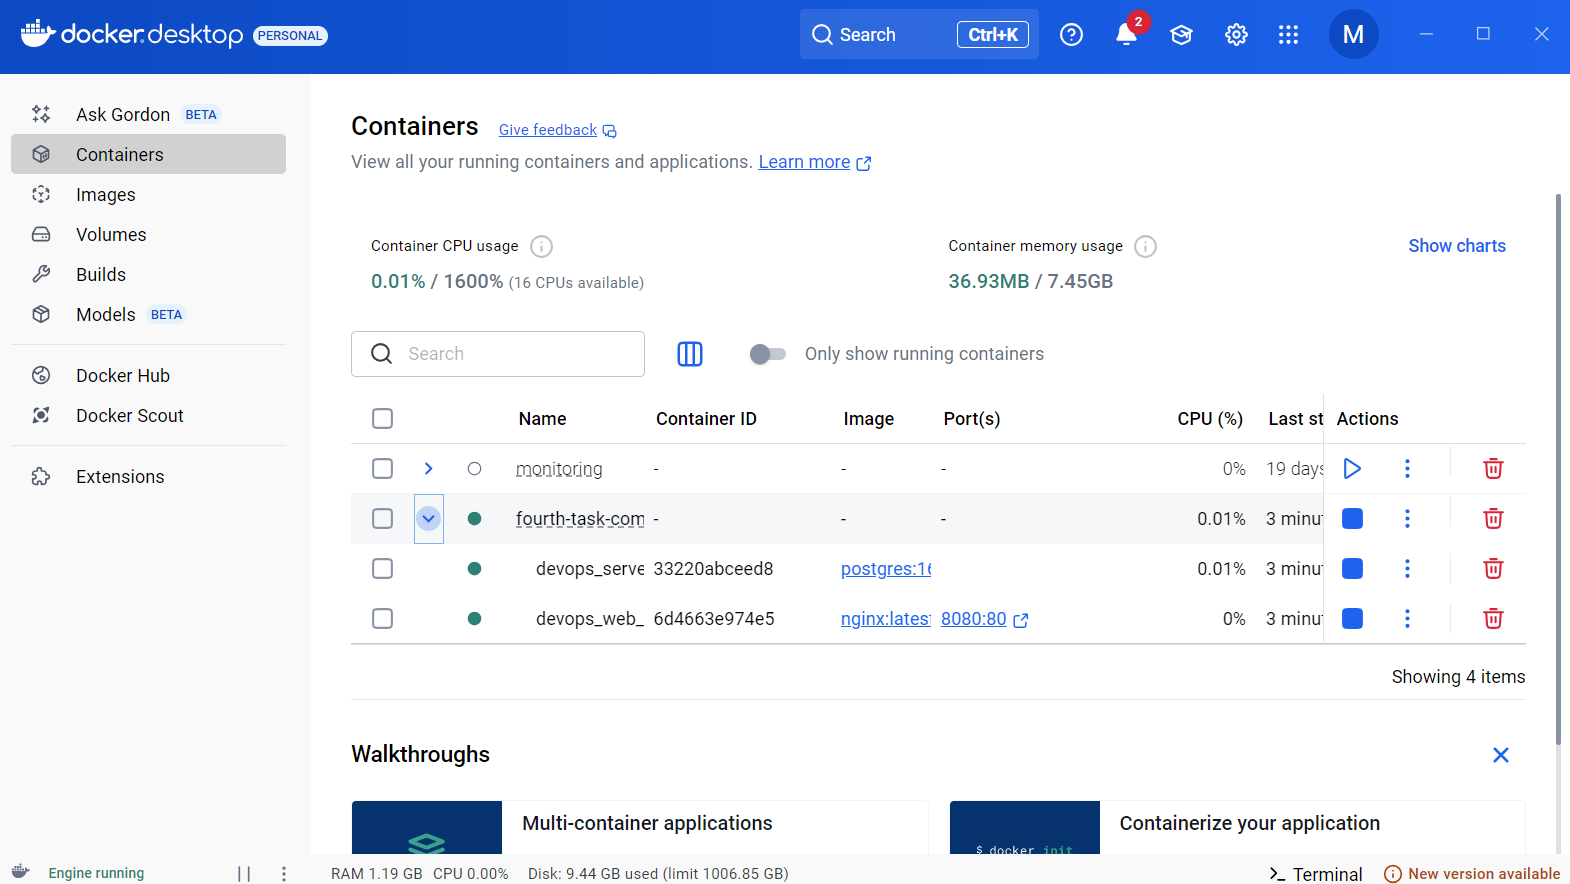 docker.desktop PERSONAL
Search Ctrl+K
2
M
Ask Gordon BETA
Containers
Images
Volumes
Builds
Models BETA
Docker Hub
Docker Scout
Extensions
Containers Give feedback
View all your running containers and applications. Learn more
Container CPU usage
0.01% / 1600% (16 CPUs available)
Container memory usage
36.93MB / 7.45GB
Show charts
Search
Only show running containers
Name Container ID Image Port(s) CPU (%) Last st Actions
monitoring - - - 0% 19 days
fourth-task-com - - - 0.01% 3 minut
devops_serve 33220abceed8 postgres:16 0.01% 3 minut
devops_web_ 6d4663e974e5 nginx:latest 8080:80 0% 3 minut
Showing 4 items
Walkthroughs
Multi-container applications
$ docker init
Containerize your application
Engine running
RAM 1.19 GB CPU 0.00% Disk: 9.44 GB used (limit 1006.85 GB)
Terminal
New version available